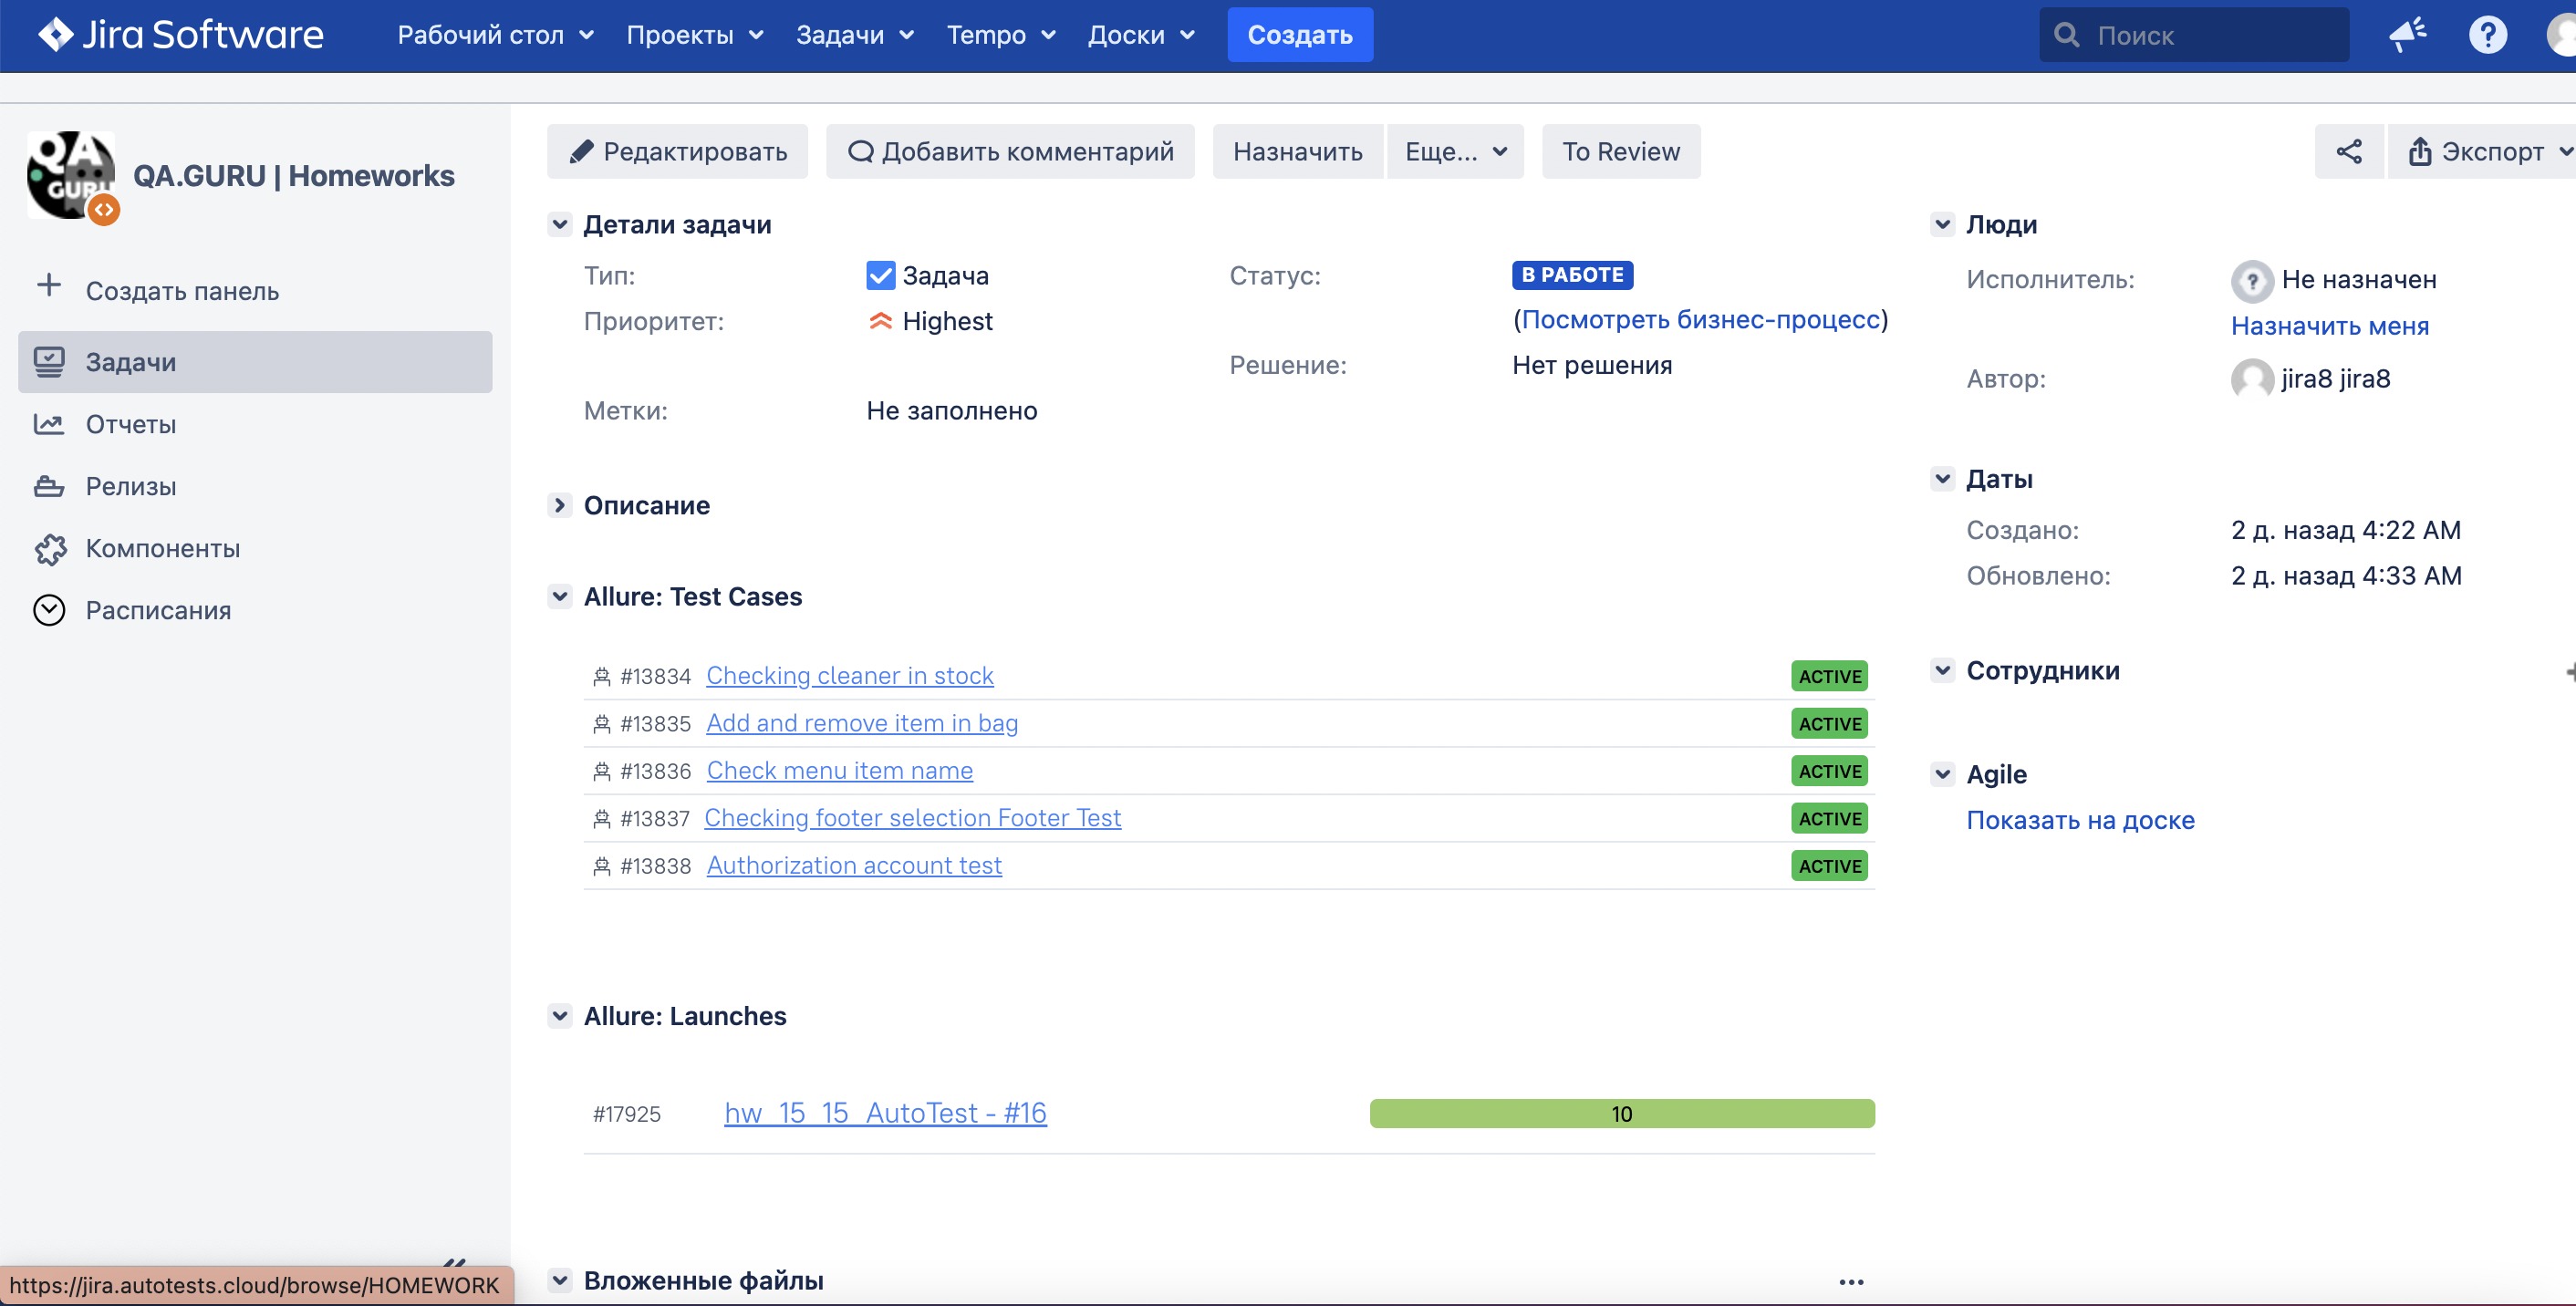 Jira Software
Рабочий стол
Проекты
Задачи
Tempo
Доски
Создать
Поиск
QA GURU
QA.GURU | Homeworks
Создать панель
Задачи
Отчеты
Релизы
Компоненты
Расписания
Редактировать
Добавить комментарий
Назначить
Еще...
To Review
Экспорт
Детали задачи
Тип: Задача
Приоритет: Highest
Метки: Не заполнено
Статус: В РАБОТЕ
(Посмотреть бизнес-процесс)
Решение: Нет решения
Описание
Allure: Test Cases
#13834 Checking cleaner in stock ACTIVE
#13835 Add and remove item in bag ACTIVE
#13836 Check menu item name ACTIVE
#13837 Checking footer selection Footer Test ACTIVE
#13838 Authorization account test ACTIVE
Allure: Launches
#17925 hw_15_15_AutoTest - #16 10
Вложенные файлы
Люди
Исполнитель: Не назначен
Назначить меня
Автор: jira8 jira8
Даты
Создано: 2 д. назад 4:22 AM
Обновлено: 2 д. назад 4:33 AM
Сотрудники
Agile
Показать на доске
https://jira.autotests.cloud/browse/HOMEWORK